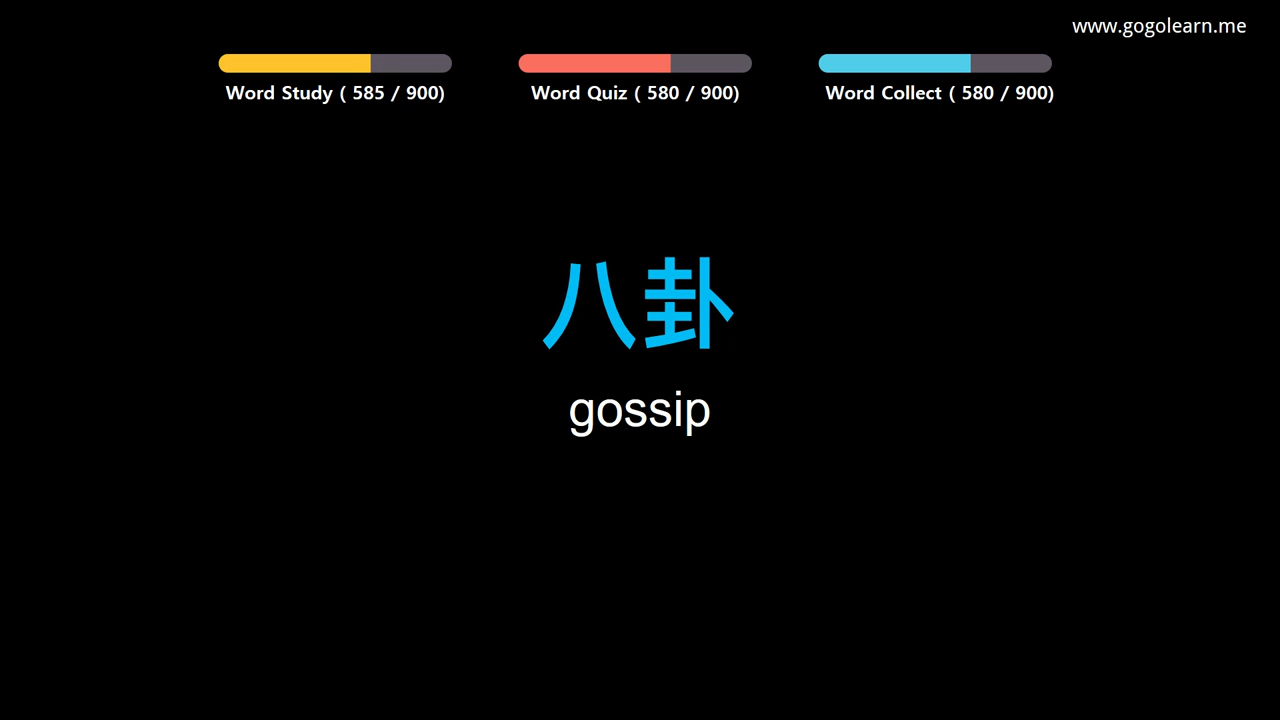 www.gogolearn.me
Word Study ( 585 / 900)
Word Quiz ( 580 / 900)
Word Collect ( 580 / 900)
八卦
gossip